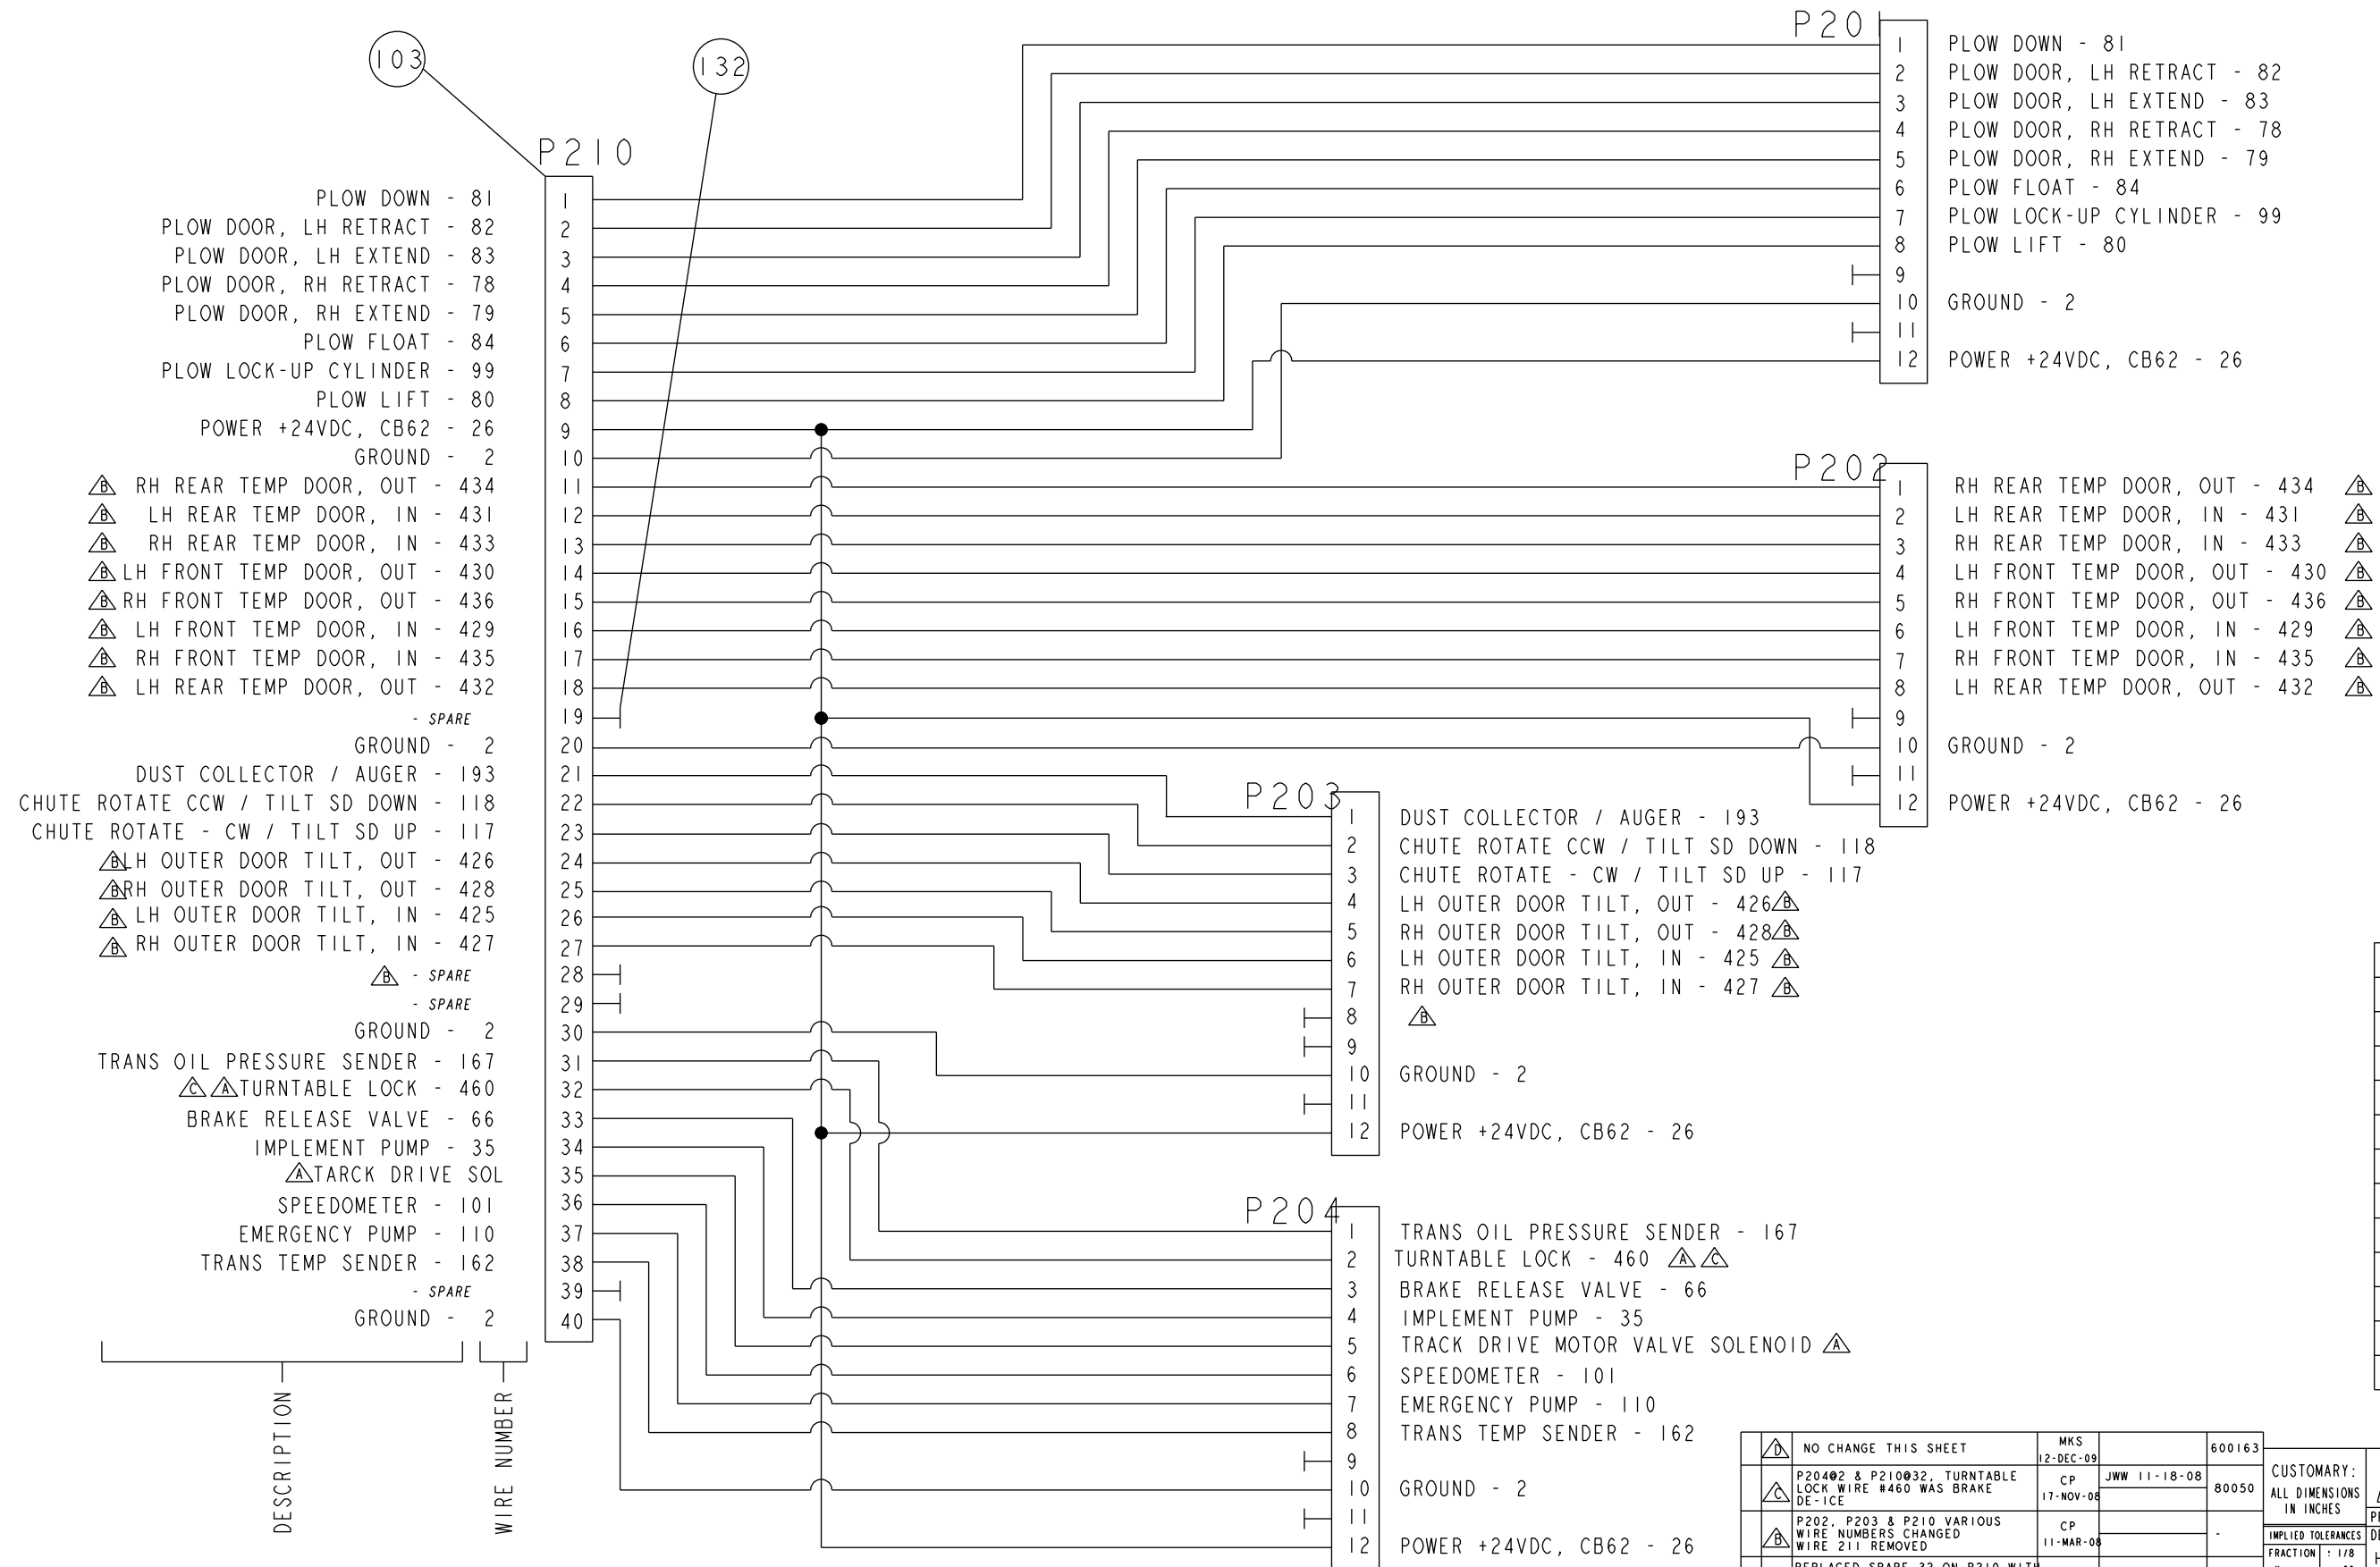 103
132
P210
PLOW DOWN - 81 1
PLOW DOOR, LH RETRACT - 82 2
PLOW DOOR, LH EXTEND - 83 3
PLOW DOOR, RH RETRACT - 78 4
PLOW DOOR, RH EXTEND - 79 5
PLOW FLOAT - 84 6
PLOW LOCK-UP CYLINDER - 99 7
PLOW LIFT - 80 8
POWER +24VDC, CB62 - 26 9
GROUND - 2 10
B RH REAR TEMP DOOR, OUT - 434 11
B LH REAR TEMP DOOR, IN - 431 12
B RH REAR TEMP DOOR, IN - 433 13
B LH FRONT TEMP DOOR, OUT - 430 14
B RH FRONT TEMP DOOR, OUT - 436 15
B LH FRONT TEMP DOOR, IN - 429 16
B RH FRONT TEMP DOOR, IN - 435 17
B LH REAR TEMP DOOR, OUT - 432 18
- SPARE 19
GROUND - 2 20
DUST COLLECTOR / AUGER - 193 21
CHUTE ROTATE CCW / TILT SD DOWN - 118 22
CHUTE ROTATE - CW / TILT SD UP - 117 23
B LH OUTER DOOR TILT, OUT - 426 24
B RH OUTER DOOR TILT, OUT - 428 25
B LH OUTER DOOR TILT, IN - 425 26
B RH OUTER DOOR TILT, IN - 427 27
B - SPARE 28
- SPARE 29
GROUND - 2 30
TRANS OIL PRESSURE SENDER - 167 31
C A TURNTABLE LOCK - 460 32
BRAKE RELEASE VALVE - 66 33
IMPLEMENT PUMP - 35 34
A TARCK DRIVE SOL 35
SPEEDOMETER - 101 36
EMERGENCY PUMP - 110 37
TRANS TEMP SENDER - 162 38
- SPARE 39
GROUND - 2 40
DESCRIPTION
WIRE NUMBER
P201
1 PLOW DOWN - 81
2 PLOW DOOR, LH RETRACT - 82
3 PLOW DOOR, LH EXTEND - 83
4 PLOW DOOR, RH RETRACT - 78
5 PLOW DOOR, RH EXTEND - 79
6 PLOW FLOAT - 84
7 PLOW LOCK-UP CYLINDER - 99
8 PLOW LIFT - 80
9
10 GROUND - 2
11
12 POWER +24VDC, CB62 - 26
P202
1 RH REAR TEMP DOOR, OUT - 434 B
2 LH REAR TEMP DOOR, IN - 431 B
3 RH REAR TEMP DOOR, IN - 433 B
4 LH FRONT TEMP DOOR, OUT - 430 B
5 RH FRONT TEMP DOOR, OUT - 436 B
6 LH FRONT TEMP DOOR, IN - 429 B
7 RH FRONT TEMP DOOR, IN - 435 B
8 LH REAR TEMP DOOR, OUT - 432 B
9
10 GROUND - 2
11
12 POWER +24VDC, CB62 - 26
P203
1 DUST COLLECTOR / AUGER - 193
2 CHUTE ROTATE CCW / TILT SD DOWN - 118
3 CHUTE ROTATE - CW / TILT SD UP - 117
4 LH OUTER DOOR TILT, OUT - 426 B
5 RH OUTER DOOR TILT, OUT - 428 B
6 LH OUTER DOOR TILT, IN - 425 B
7 RH OUTER DOOR TILT, IN - 427 B
8 B
9
10 GROUND - 2
11
12 POWER +24VDC, CB62 - 26
P204
1 TRANS OIL PRESSURE SENDER - 167
2 TURNTABLE LOCK - 460 A C
3 BRAKE RELEASE VALVE - 66
4 IMPLEMENT PUMP - 35
5 TRACK DRIVE MOTOR VALVE SOLENOID A
6 SPEEDOMETER - 101
7 EMERGENCY PUMP - 110
8 TRANS TEMP SENDER - 162
9
10 GROUND - 2
11
12 POWER +24VDC, CB62 - 26
D NO CHANGE THIS SHEET MKS 12-DEC-09 600163
C P204@2 & P210@32, TURNTABLE
LOCK WIRE #460 WAS BRAKE
DE-ICE
CP 17-NOV-08 JWW 11-18-08 80050
B P202, P203 & P210 VARIOUS
WIRE NUMBERS CHANGED
WIRE 211 REMOVED
CP 11-MAR-08 -
REPLACED SPARE 32 ON P210 WITH
CUSTOMARY:
ALL DIMENSIONS
IN INCHES
IMPLIED TOLERANCES
FRACTION : 1/8